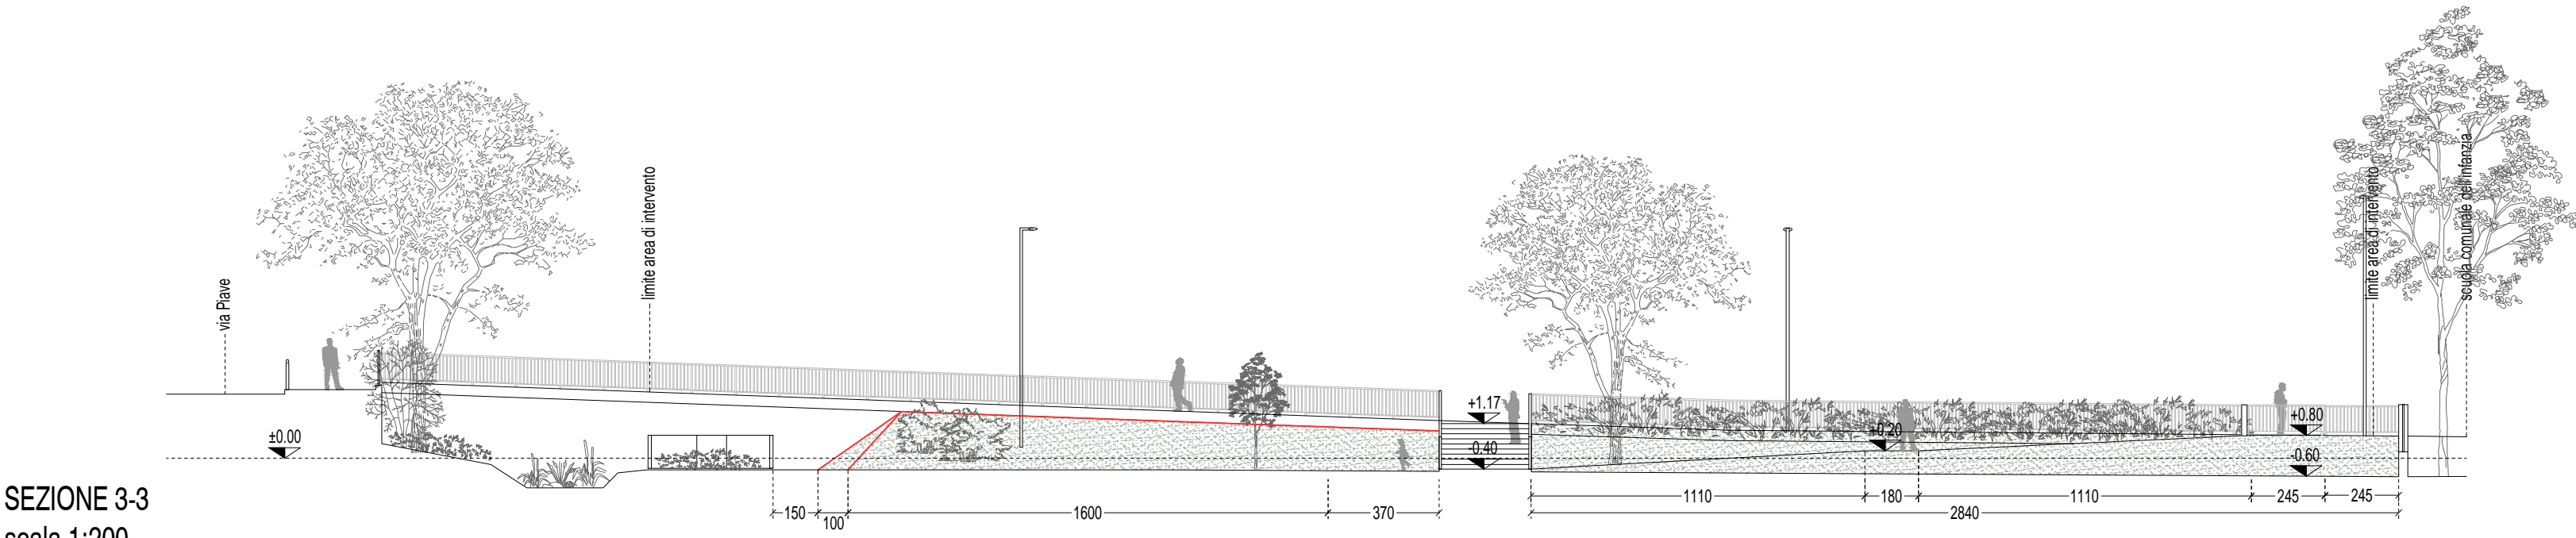 via Piave
limite area di intervento
limite area di intervento
scuola comunale dell'infanzia
±0.00
+1.17
-0.40
+0.20
+0.80
-0.60
150
100
1600
370
1110
180
1110
245
245
2840
SEZIONE 3-3
scala 1:200